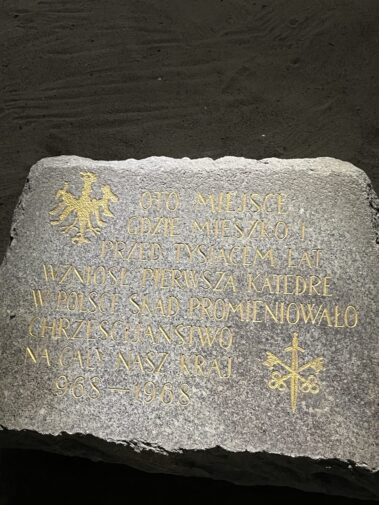 OTO MIEJSCE
GDZIE MIESZKO I
PRZED TYSIĄCEM LAT
WZNIÓSŁ PIERWSZĄ KATEDRĘ
W POLSCE SKĄD PROMIENIOWAŁO
CHRZEŚCIJAŃSTWO
NA CAŁY NASZ KRAJ
968–1968